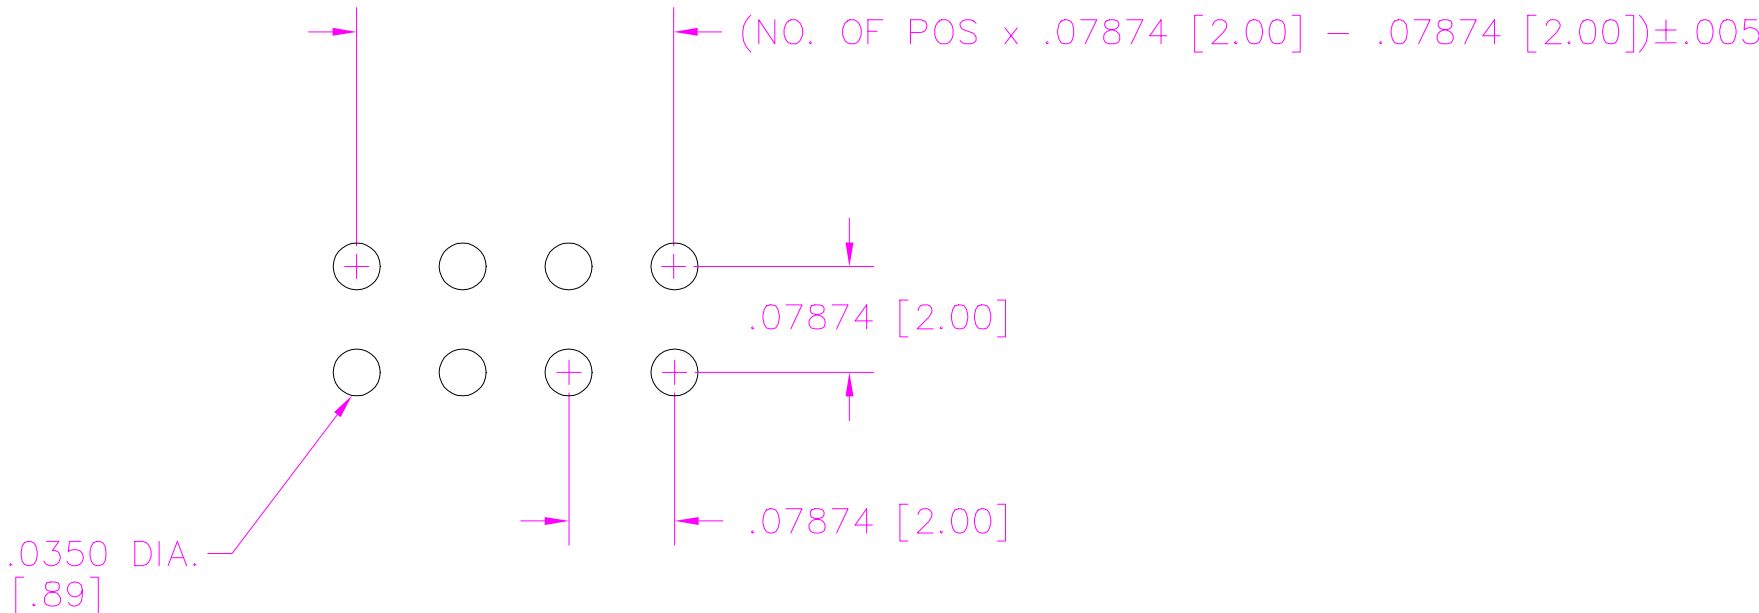 (NO. OF POS x .07874 [2.00] - .07874 [2.00])±.005
.07874 [2.00]
.07874 [2.00]
.0350 DIA.
[.89]